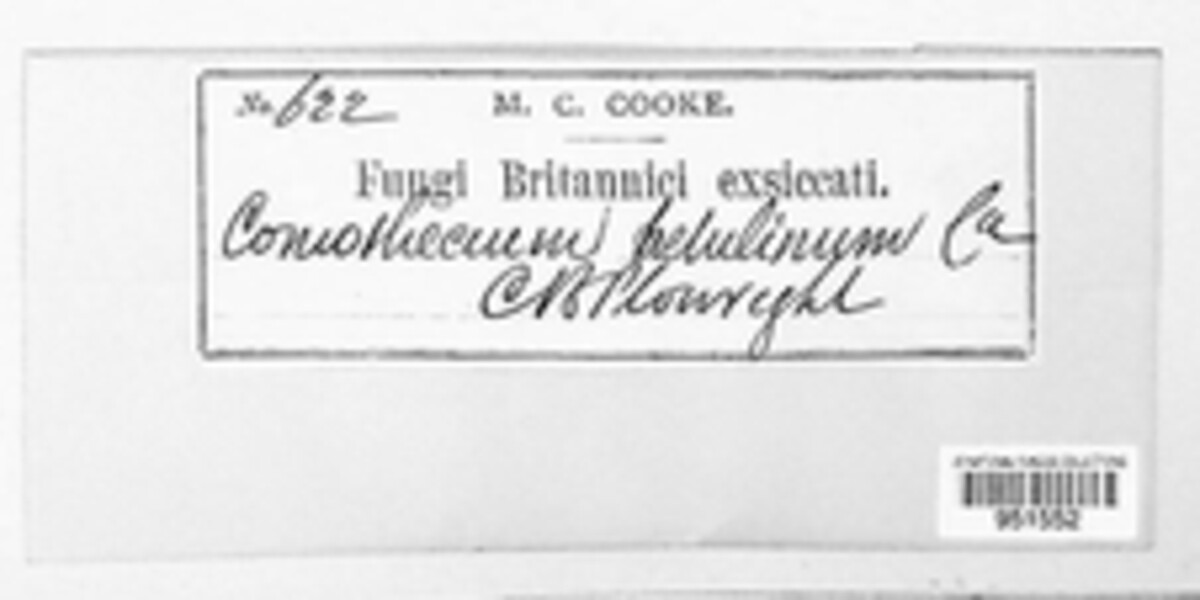 No. 622 M. C. COOKE.
Fungi Britannici exsiccati.
Coniothecium betulinum Ca
C B Plowright
951552